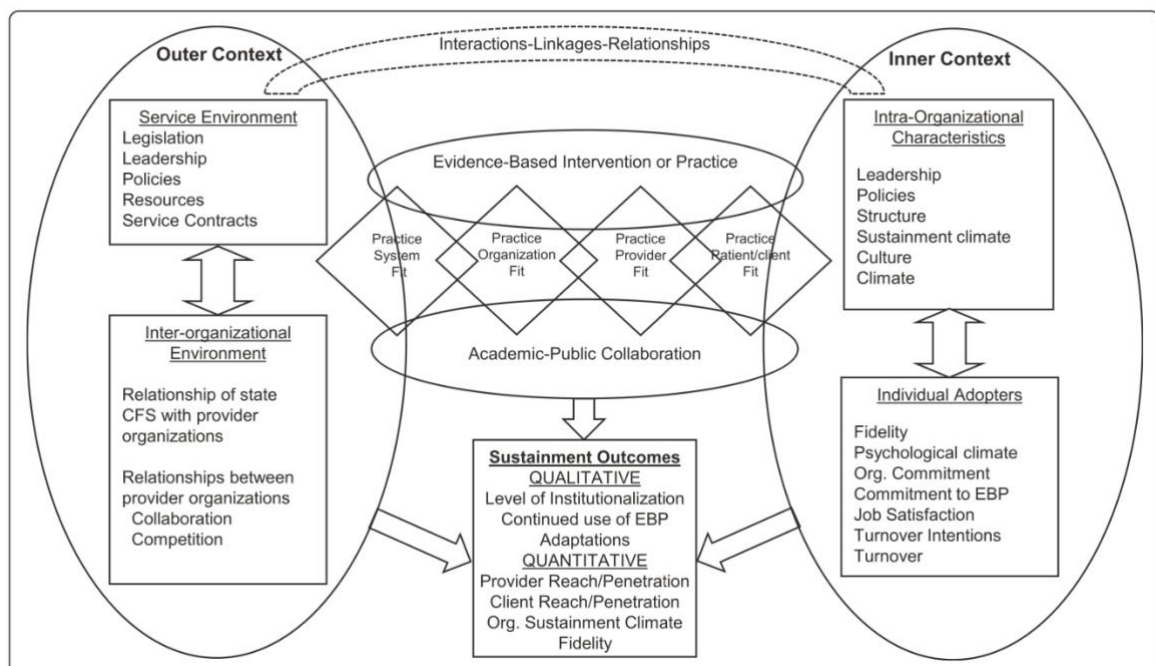 Outer Context
Interactions-Linkages-Relationships
Inner Context
Service Environment
Legislation
Leadership
Policies
Resources
Service Contracts
Inter-organizational
Environment
Relationship of state
CFS with provider
organizations
Relationships between
provider organizations
Collaboration
Competition
Evidence-Based Intervention or Practice
Practice
System
Fit
Practice
Organization
Fit
Practice
Provider
Fit
Practice
Patient/client
Fit
Academic-Public Collaboration
Sustainment Outcomes
QUALITATIVE
Level of Institutionalization
Continued use of EBP
Adaptations
QUANTITATIVE
Provider Reach/Penetration
Client Reach/Penetration
Org. Sustainment Climate
Fidelity
Intra-Organizational
Characteristics
Leadership
Policies
Structure
Sustainment climate
Culture
Climate
Individual Adopters
Fidelity
Psychological climate
Org. Commitment
Commitment to EBP
Job Satisfaction
Turnover Intentions
Turnover